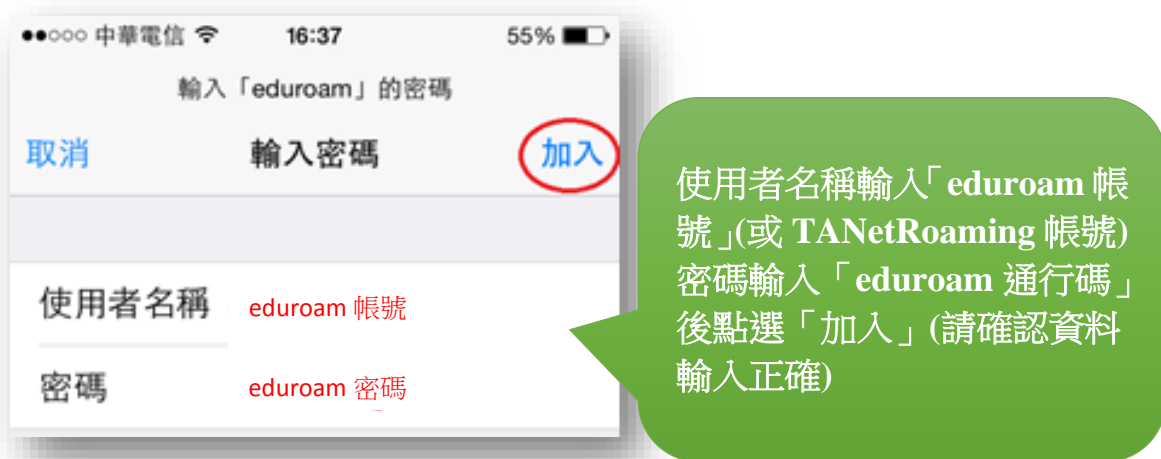 ●●○○○ 中華電信 16:37 55%
輸入「eduroam」的密碼
取消 輸入密碼 加入
使用者名稱 eduroam 帳號
密碼 eduroam 密碼
使用者名稱輸入「eduroam 帳
號」(或 TANetRoaming 帳號)
密碼輸入「eduroam 通行碼」
後點選「加入」(請確認資料
輸入正確)